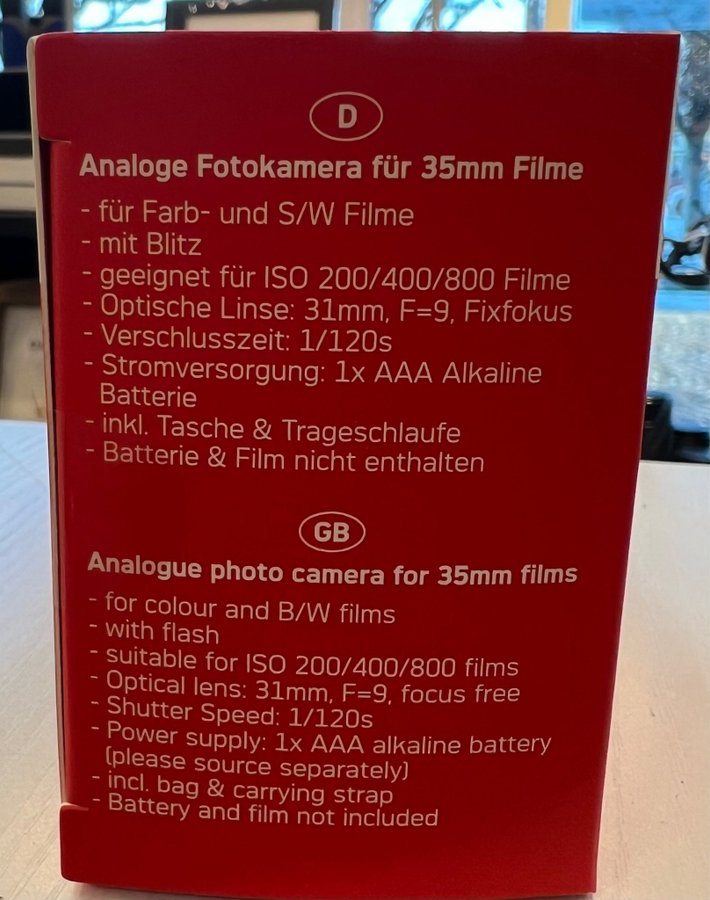 D
Analoge Fotokamera für 35mm Filme
- für Farb- und S/W Filme
- mit Blitz
- geeignet für ISO 200/400/800 Filme
- Optische Linse: 31mm, F=9, Fixfokus
- Verschlusszeit: 1/120s
- Stromversorgung: 1x AAA Alkaline
Batterie
- inkl. Tasche & Trageschlaufe
- Batterie & Film nicht enthalten
GB
Analogue photo camera for 35mm films
- for colour and B/W films
- with flash
- suitable for ISO 200/400/800 films
- Optical lens: 31mm, F=9, focus free
- Shutter Speed: 1/120s
- Power supply: 1x AAA alkaline battery
(please source separately)
- incl. bag & carrying strap
- Battery and film not included